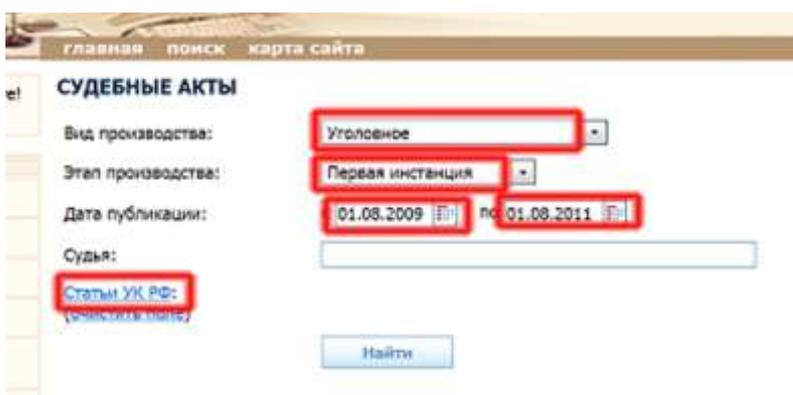 главная поиск карта сайта
СУДЕБНЫЕ АКТЫ
Вид производства: Уголовное
Этап производства: Первая инстанция
Дата публикации: с 01.08.2009 по 01.08.2011
Судья:
Статьи УК РФ:
(очистить поле)
Найти